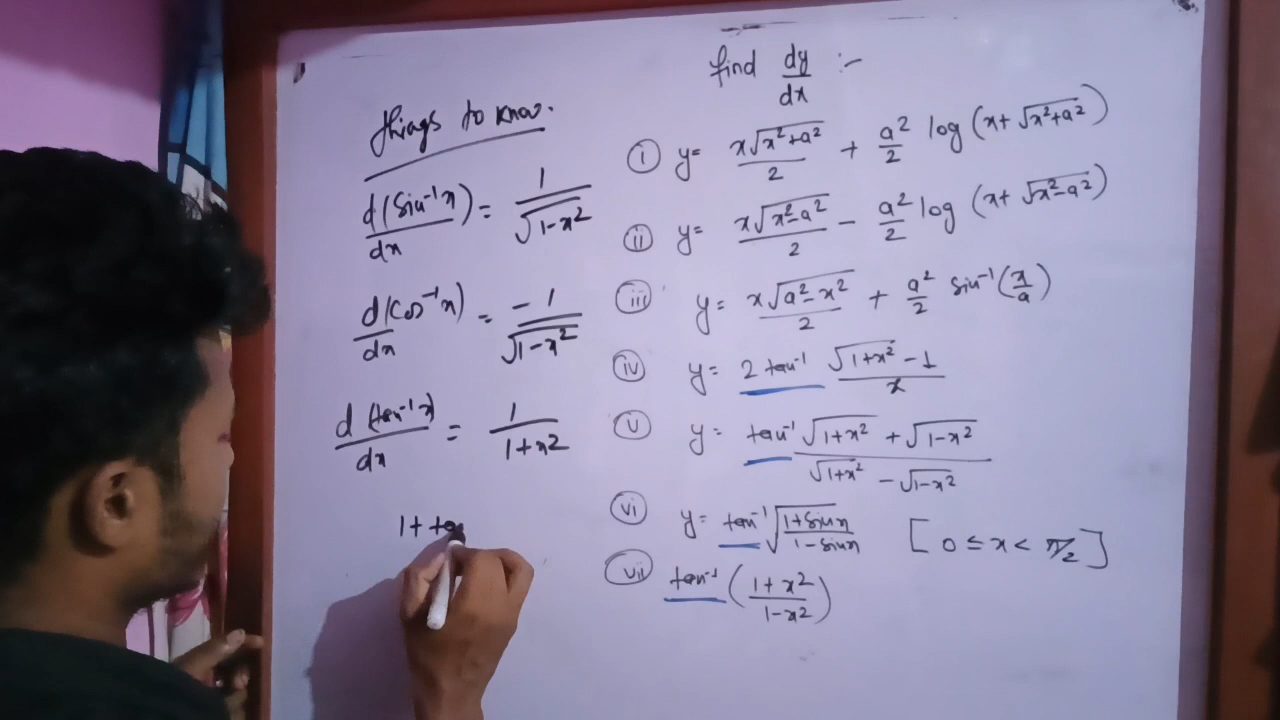 things to know.
d(Sin⁻¹x)/dx = 1/√(1-x²)
d(Cos⁻¹x)/dx = -1/√(1-x²)
d(tan⁻¹x)/dx = 1/(1+x²)
1+ta
find dy/dx :-
(i) y= x√(x²+a²)/2 + a²/2 log (x+ √(x²+a²))
(ii) y= x√(x²-a²)/2 - a²/2 log (x+ √(x²-a²))
(iii) y= x√(a²-x²)/2 + a²/2 sin⁻¹(x/a)
(iv) y= 2 tan⁻¹ (√(1+x²) -1)/x
(v) y= tan⁻¹ (√(1+x²) + √(1-x²))/(√(1+x²) - √(1-x²))
(vi) y= tan⁻¹ √((1+sinx)/(1-sinx)) [0 ≤ x < π/2]
(vii) tan⁻¹ ((1+x²)/(1-x²))